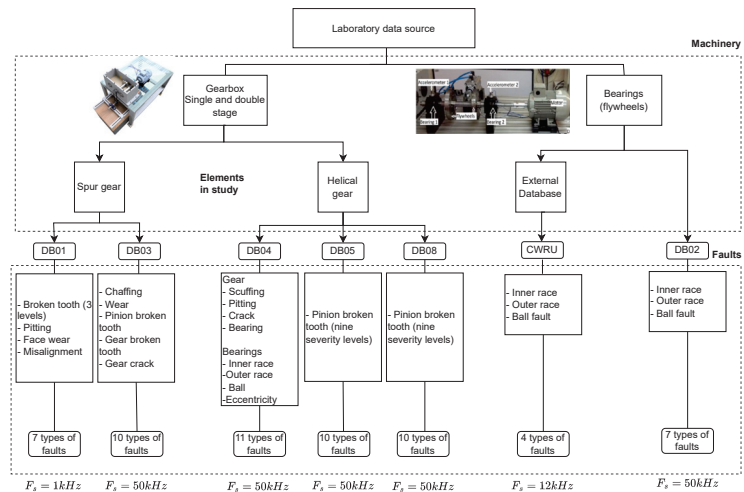 Laboratory data source
Machinery
Gearbox
Single and double
stage
Accelerometer 1
Accelerometer 2
Motor
Flywheels
Bearing 1
Bearing 2
Bearings
(flywheels)
Elements
in study
Spur gear
Helical
gear
External
Database
DB01
DB03
DB04
DB05
DB08
CWRU
DB02
Faults
- Broken tooth (3
levels)
- Pitting
- Face wear
- Misalignment
- Chaffing
- Wear
- Pinion broken
tooth
- Gear broken
tooth
- Gear crack
Gear
- Scuffing
- Pitting
- Crack
- Bearing
Bearings
- Inner race
-Outer race
- Ball
-Eccentricity
- Pinion broken
tooth (nine
severity levels)
- Pinion broken
tooth (nine
severity levels)
- Inner race
- Outer race
- Ball fault
- Inner race
- Outer race
- Ball fault
7 types of
faults
10 types of
faults
11 types of
faults
10 types of
faults
10 types of
faults
4 types of
faults
7 types of
faults
F_s = 1kHz
F_s = 50kHz
F_s = 50kHz
F_s = 50kHz
F_s = 50kHz
F_s = 12kHz
F_s = 50kHz